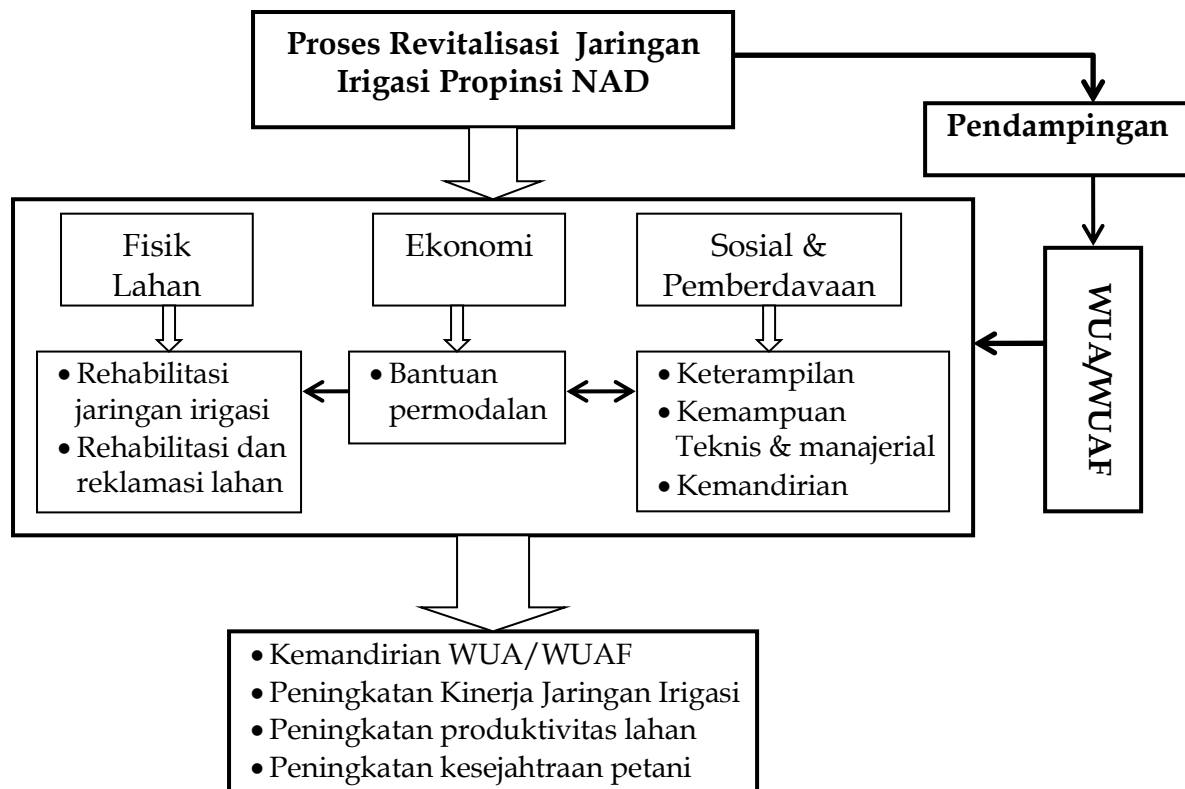 Proses Revitalisasi Jaringan
Irigasi Propinsi NAD
Pendampingan
Fisik
Lahan
Ekonomi
Sosial &
Pemberdavaan
• Rehabilitasi
jaringan irigasi
• Rehabilitasi dan
reklamasi lahan
• Bantuan
permodalan
• Keterampilan
• Kemampuan
Teknis & manajerial
• Kemandirian
WUA/WUAF
• Kemandirian WUA/WUAF
• Peningkatan Kinerja Jaringan Irigasi
• Peningkatan produktivitas lahan
• Peningkatan kesejahtraan petani